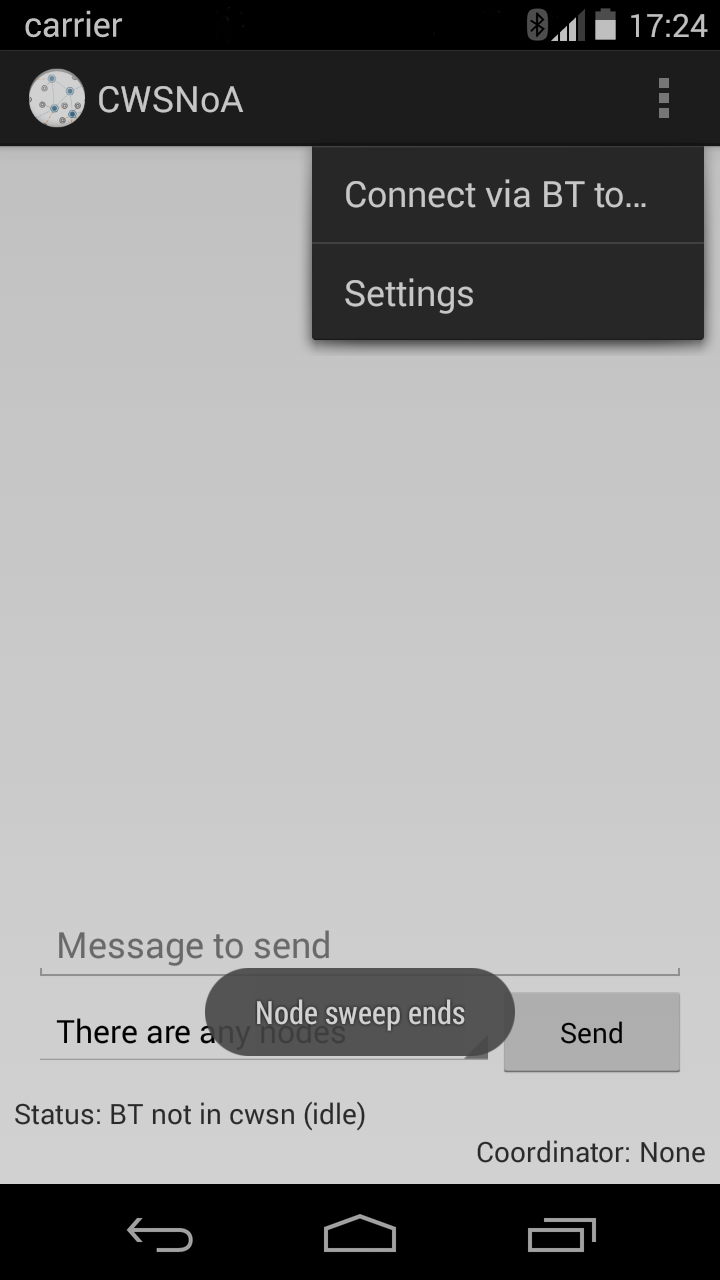 carrier 17:24
CWSNoA
Connect via BT to...
Settings
Message to send
Node sweep ends
There are any nodes
Send
Status: BT not in cwsn (idle)
Coordinator: None